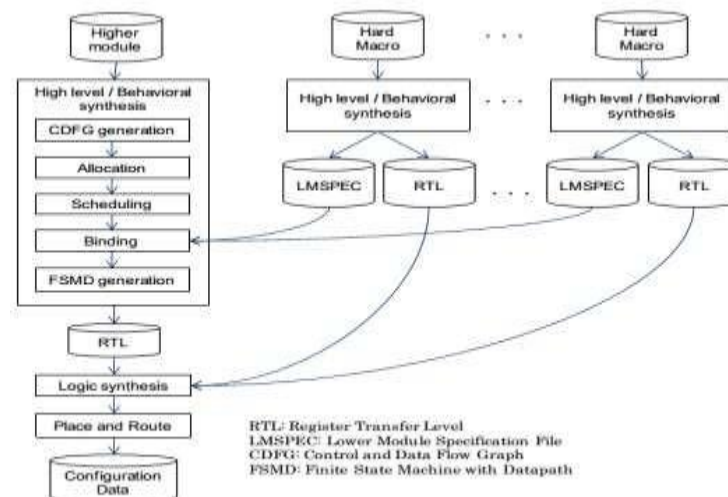 Higher
module
High level / Behavioral
synthesis
CDFG generation
Allocation
Scheduling
Binding
FSMD generation
RTL
Logic synthesis
Place and Route
Configuration
Data
Hard
Macro
. . .
Hard
Macro
High level / Behavioral
synthesis
. . .
High level / Behavioral
synthesis
LMSPEC
RTL
. . .
LMSPEC
RTL
RTL: Register Transfer Level
LMSPEC: Lower Module Specification File
CDFG: Control and Data Flow Graph
FSMD: Finite State Machine with Datapath